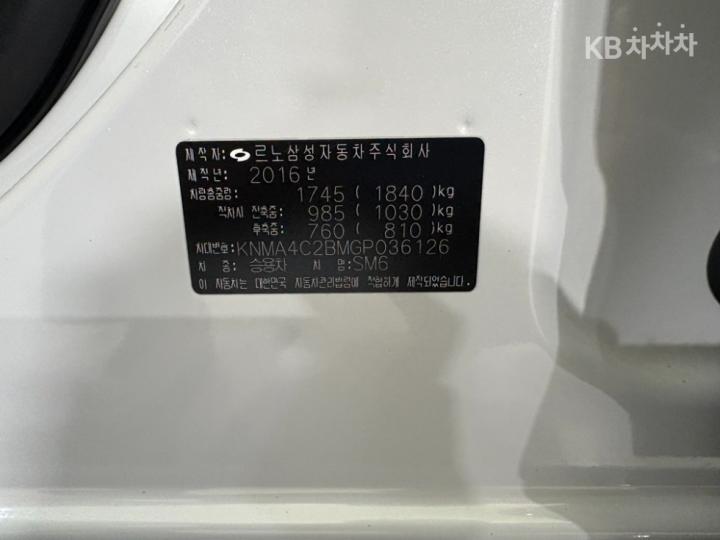 KB차차차
제 작 자: 르노삼성자동차주식회사
제 작 년: 2016년
차량총중량: 1745 ( 1840)kg
적차시 전축중: 985 ( 1030)kg
후축중: 760 ( 810)kg
차대번호: KNMA4C2BMGP036126
차 종: 승용차 차 명:SM6
이 자동차는 대한민국 자동차관리법령에 적합하게 제작되었습니다.